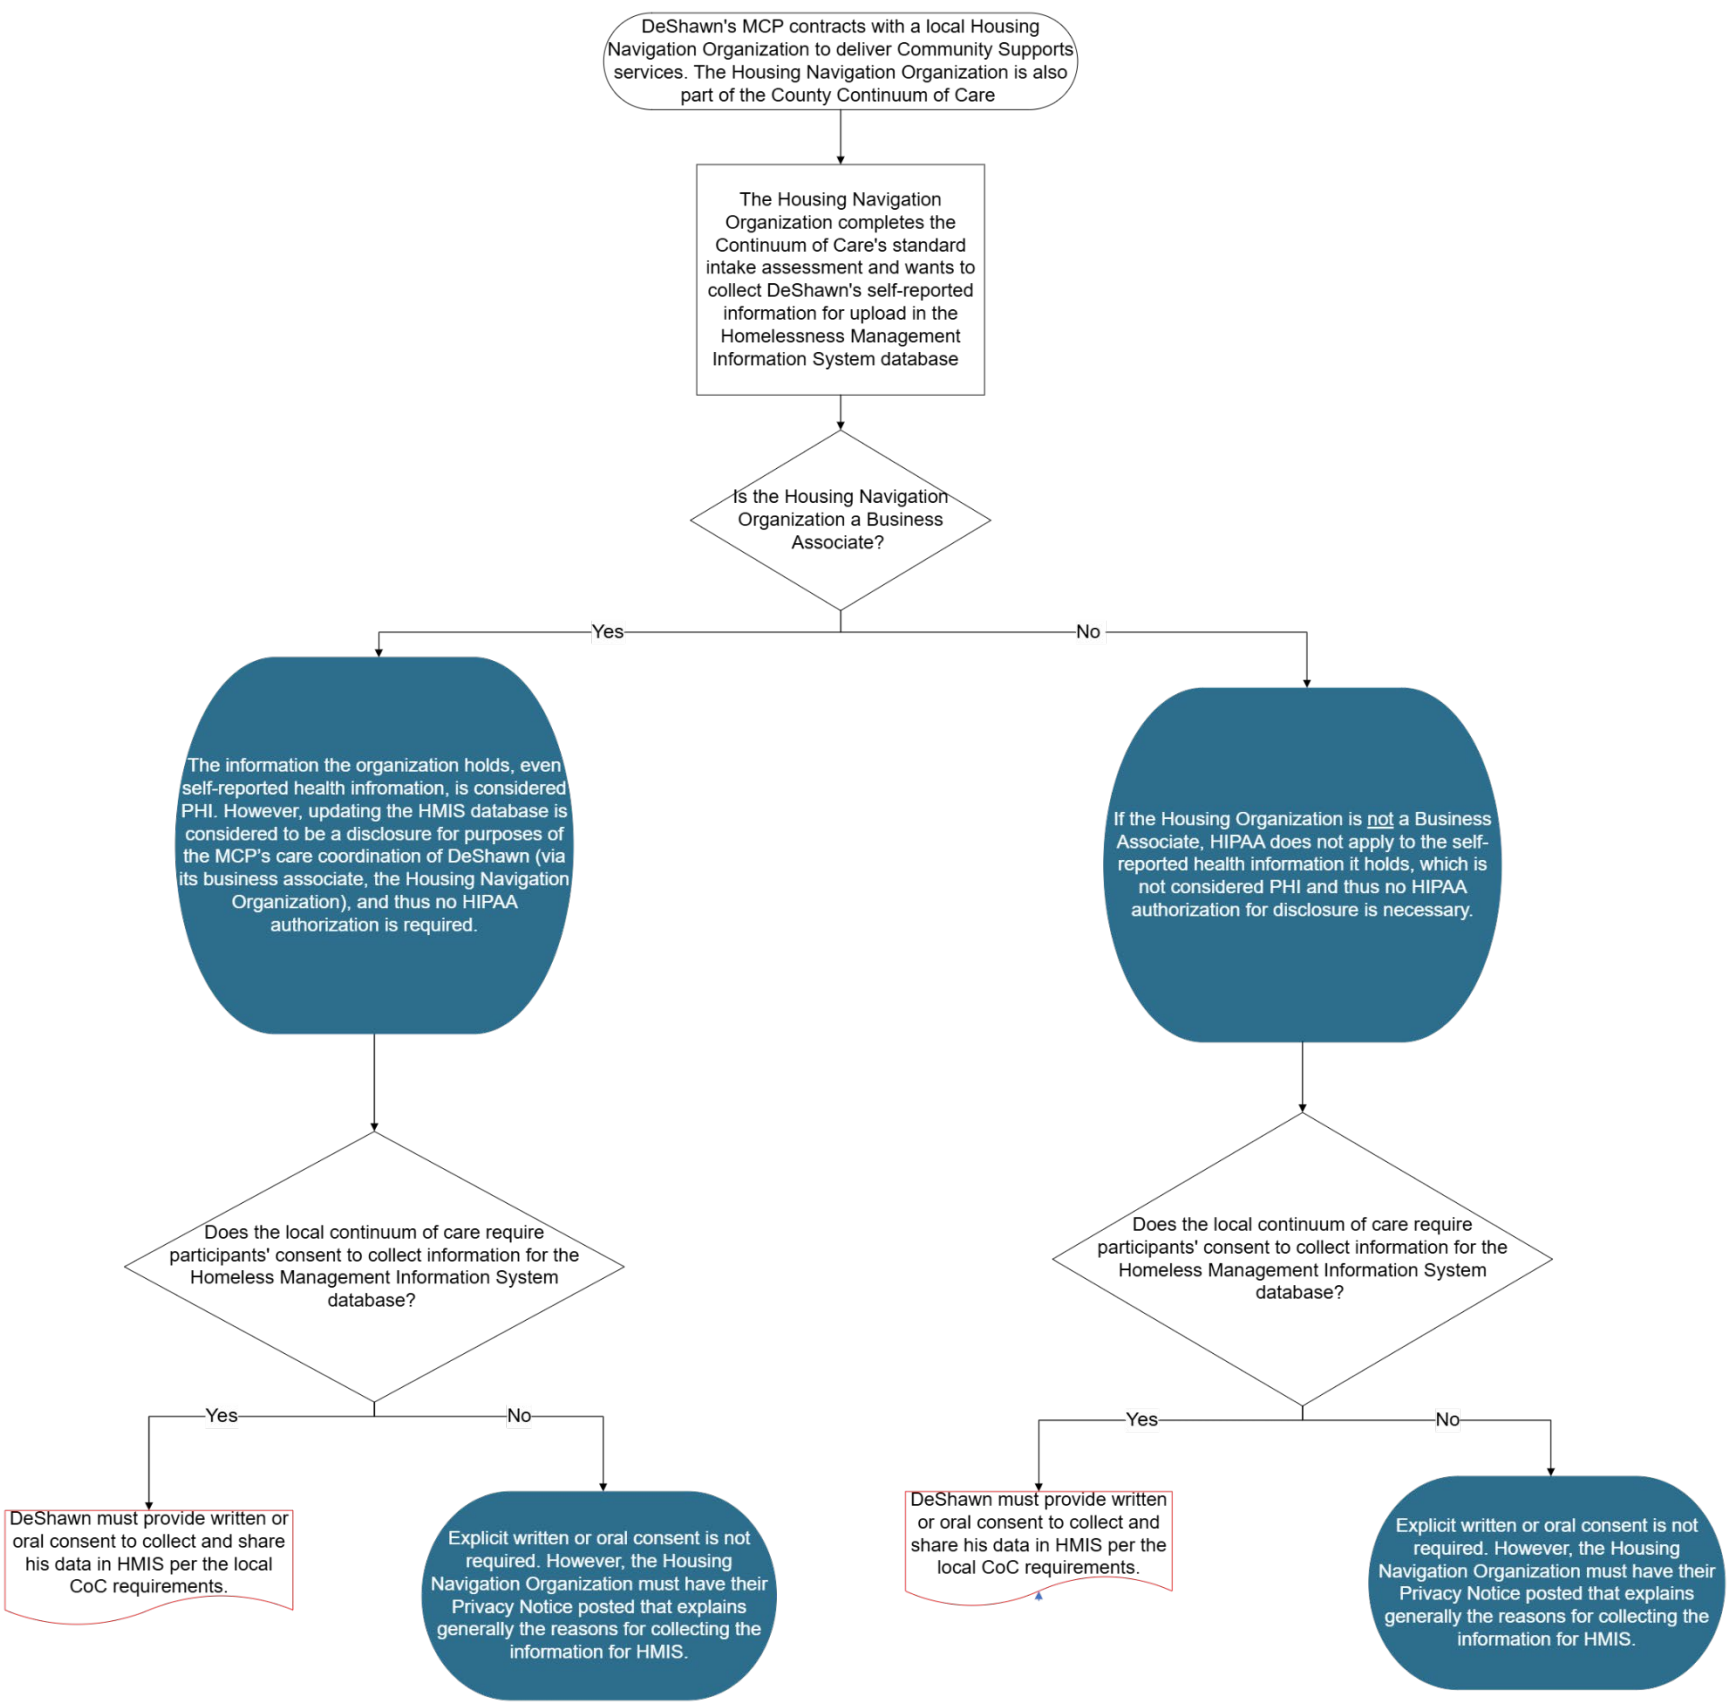 DeShawn's MCP contracts with a local Housing
Navigation Organization to deliver Community Supports
services. The Housing Navigation Organization is also
part of the County Continuum of Care
The Housing Navigation
Organization completes the
Continuum of Care's standard
intake assessment and wants to
collect DeShawn's self-reported
information for upload in the
Homelessness Management
Information System database
Is the Housing Navigation
Organization a Business
Associate?
Yes
No
The information the organization holds, even
self-reported health infromation, is considered
PHI. However, updating the HMIS database is
considered to be a disclosure for purposes of
the MCP's care coordination of DeShawn (via
its business associate, the Housing Navigation
Organization), and thus no HIPAA
authorization is required.
If the Housing Organization is not a Business
Associate, HIPAA does not apply to the self-
reported health information it holds, which is
not considered PHI and thus no HIPAA
authorization for disclosure is necessary.
Does the local continuum of care require
participants' consent to collect information for the
Homeless Management Information System
database?
Does the local continuum of care require
participants' consent to collect information for the
Homeless Management Information System
database?
Yes
No
Yes
No
DeShawn must provide written or
oral consent to collect and share
his data in HMIS per the local
CoC requirements.
Explicit written or oral consent is not
required. However, the Housing
Navigation Organization must have their
Privacy Notice posted that explains
generally the reasons for collecting the
information for HMIS.
DeShawn must provide written
or oral consent to collect and
share his data in HMIS per the
local CoC requirements.
Explicit written or oral consent is not
required. However, the Housing
Navigation Organization must have their
Privacy Notice posted that explains
generally the reasons for collecting the
information for HMIS.